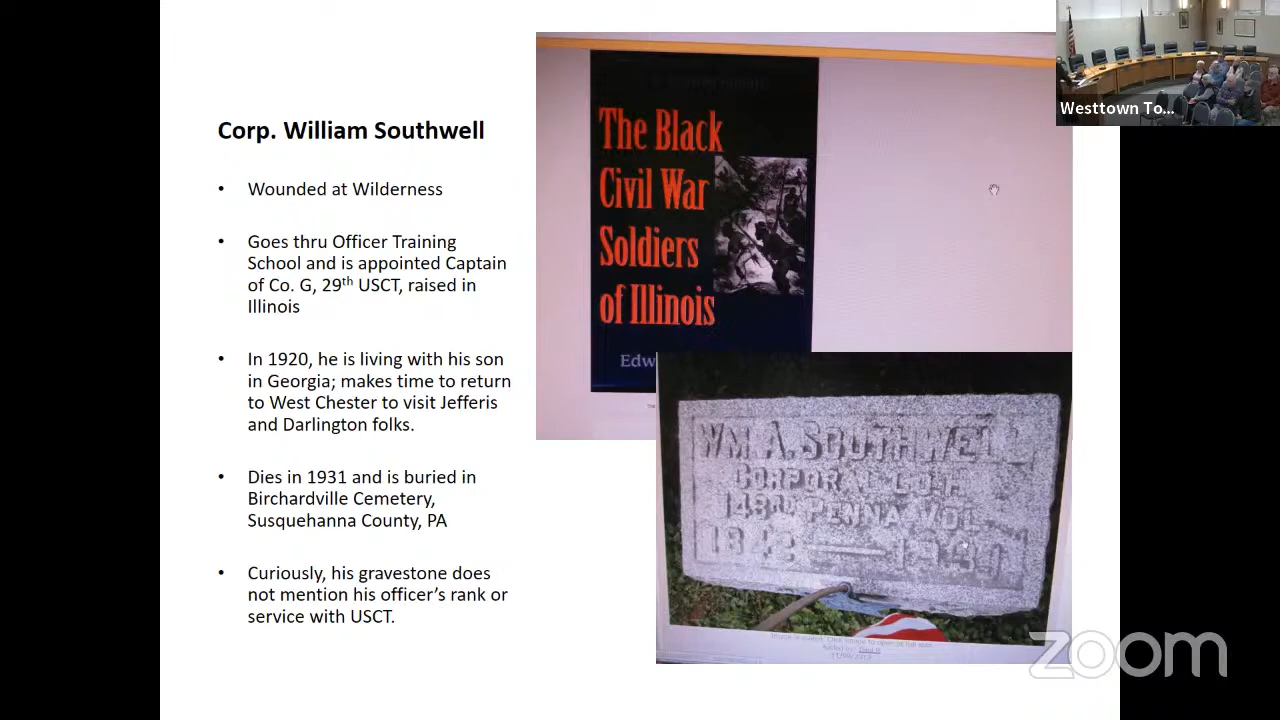 Westtown To...
Corp. William Southwell
• Wounded at Wilderness
• Goes thru Officer Training
School and is appointed Captain
of Co. G, 29th USCT, raised in
Illinois
• In 1920, he is living with his son
in Georgia; makes time to return
to West Chester to visit Jefferis
and Darlington folks.
• Dies in 1931 and is buried in
Birchardville Cemetery,
Susquehanna County, PA
• Curiously, his gravestone does
not mention his officer's rank or
service with USCT.
The Black
Civil War
Soldiers
of Illinois
Edw
WM A. SOUTHWELL
CORPORAL CO. H
148TH PENNA VOL
zoom